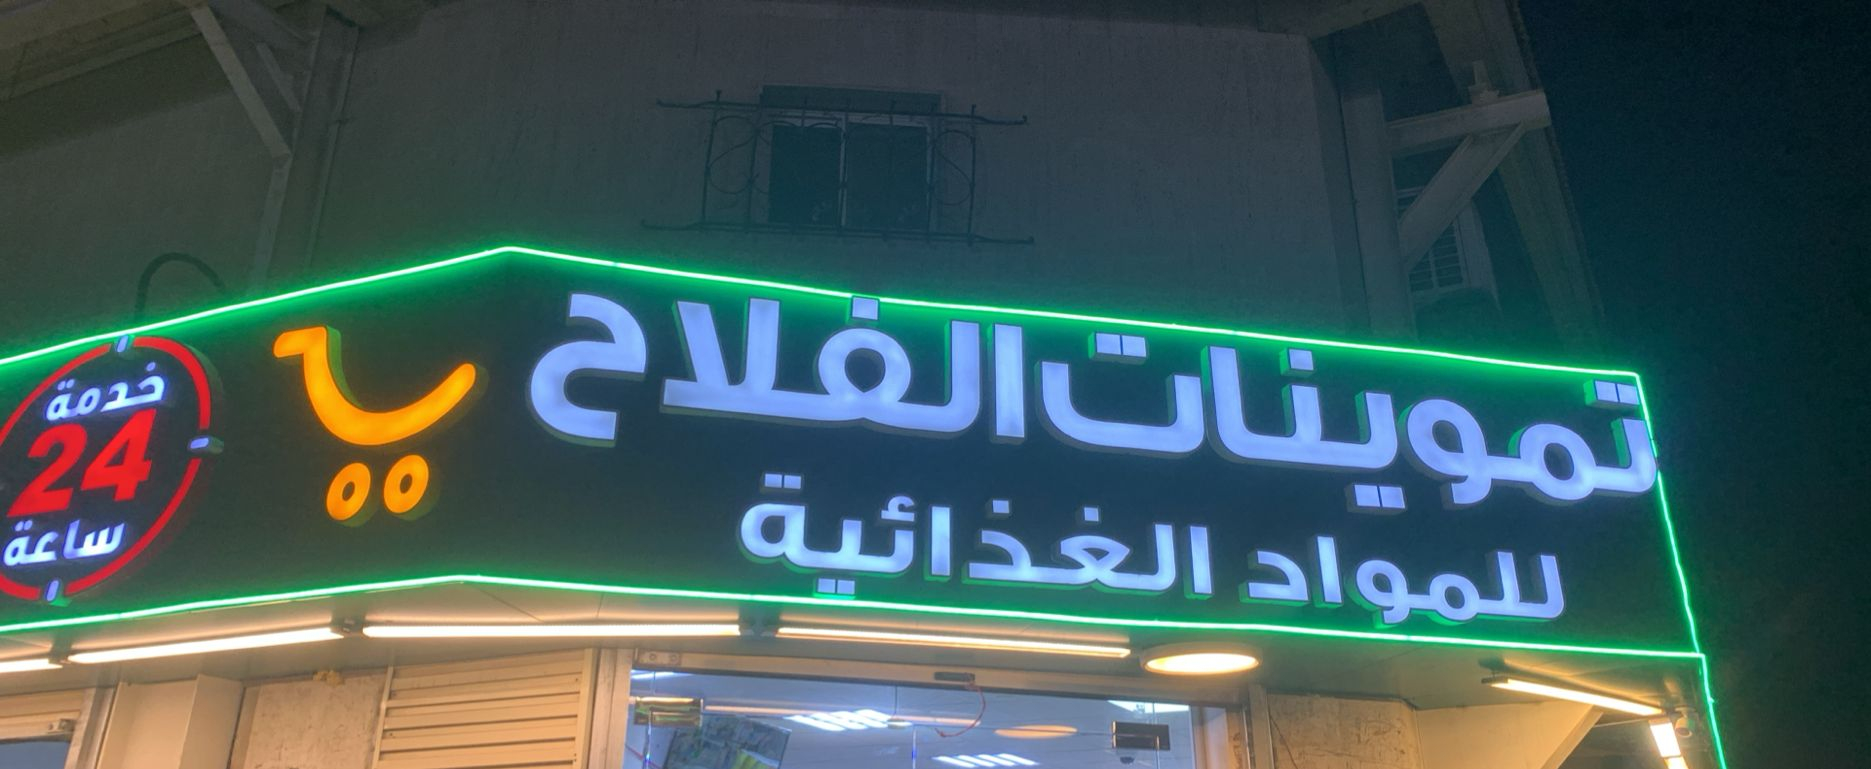 تموينات الفلاح
للمواد الغذائية
خدمة
24
ساعة